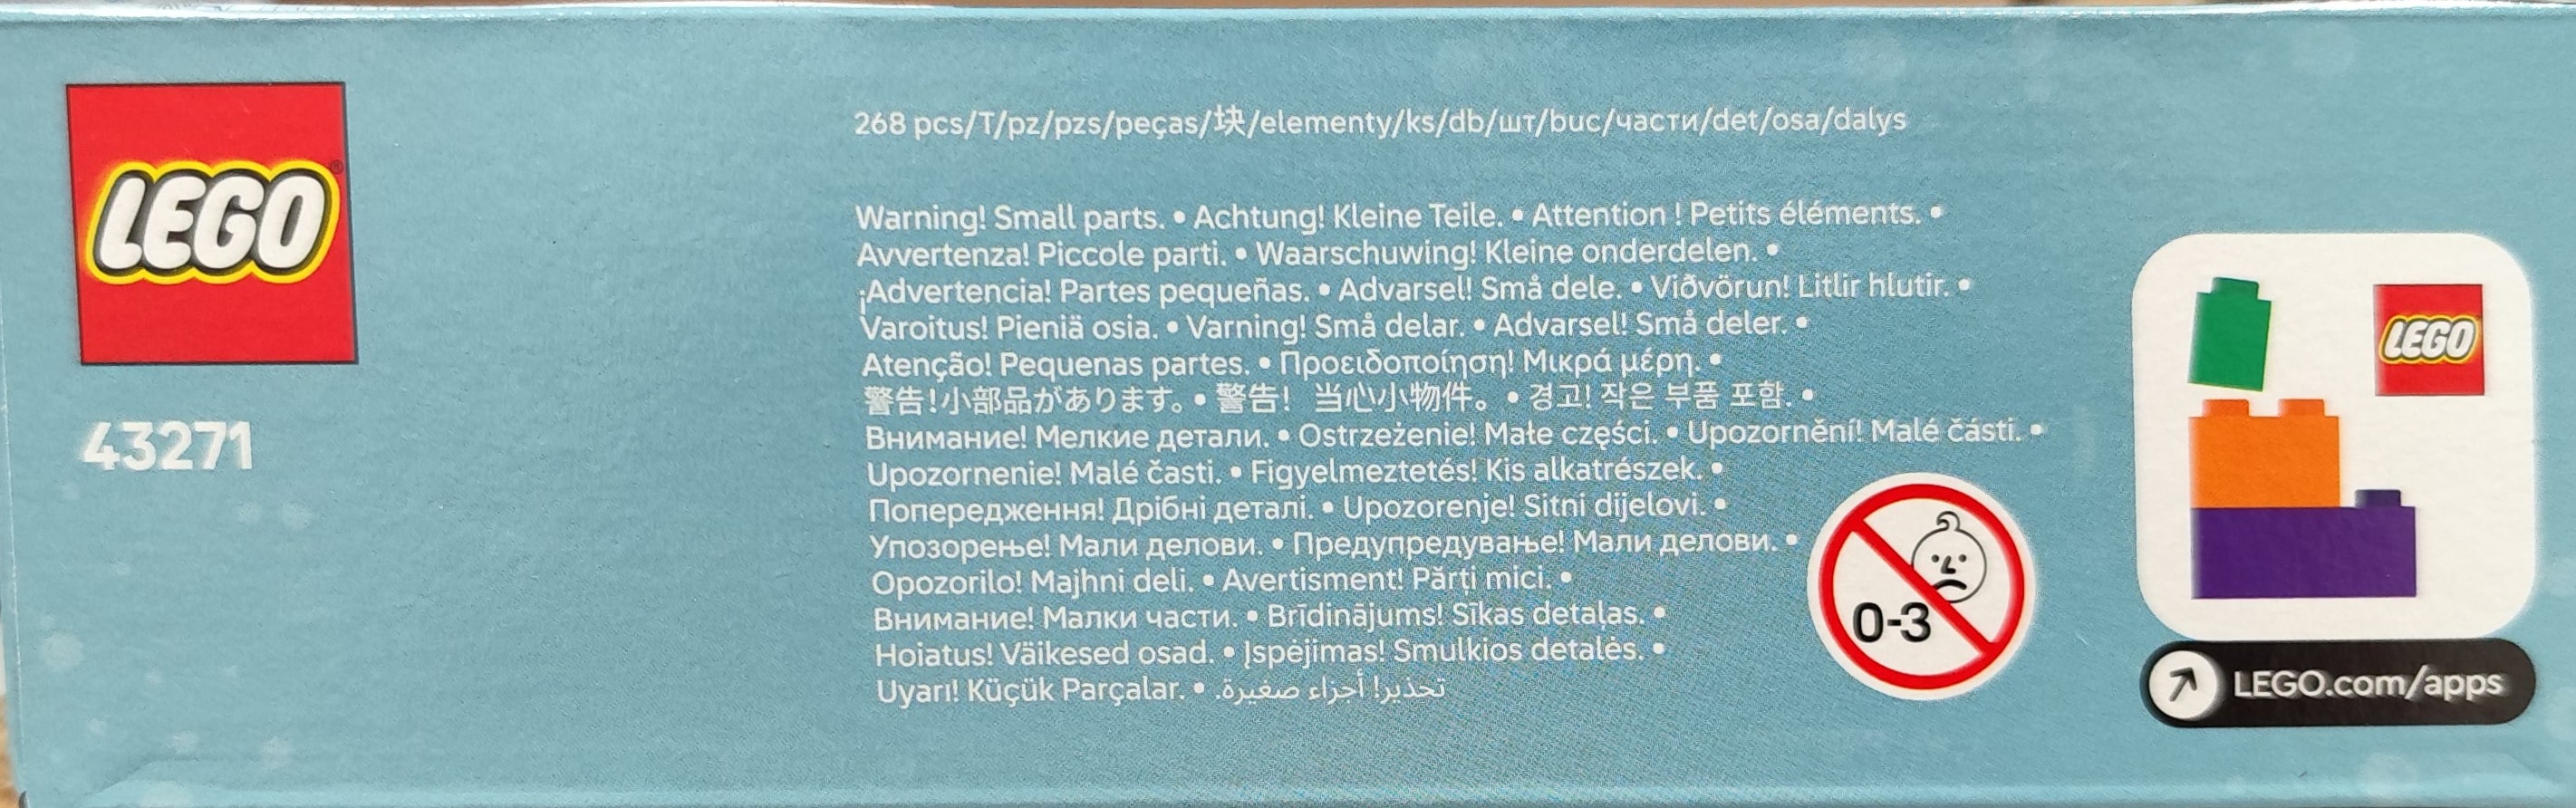 LEGO
®
43271
268 pcs/T/pz/pzs/peças/块/elementy/ks/db/шт/buc/части/det/osa/dalys
Warning! Small parts. • Achtung! Kleine Teile. • Attention ! Petits éléments. •
Avvertenza! Piccole parti. • Waarschuwing! Kleine onderdelen. •
¡Advertencia! Partes pequeñas. • Advarsel! Små dele. • Viðvörun! Litlir hlutir. •
Varoitus! Pieniä osia. • Varning! Små delar. • Advarsel! Små deler. •
Atenção! Pequenas partes. • Προειδοποίηση! Μικρά μέρη. •
警告!小部品があります。• 警告! 当心小物件。• 경고! 작은 부품 포함. •
Внимание! Мелкие детали. • Ostrzeżenie! Małe części. • Upozornění! Malé části. •
Upozornenie! Malé časti. • Figyelmeztetés! Kis alkatrészek. •
Попередження! Дрібні деталі. • Upozorenje! Sitni dijelovi. •
Упозорење! Мали делови. • Предупредување! Мали делови. •
Opozorilo! Majhni deli. • Avertisment! Părți mici. •
Внимание! Малки части. • Brīdinājums! Sīkas detaļas. •
Hoiatus! Väikesed osad. • Įspėjimas! Smulkios detalės. •
Uyarı! Küçük Parçalar. • تحذير! أجزاء صغيرة.
0-3
LEGO
LEGO.com/apps